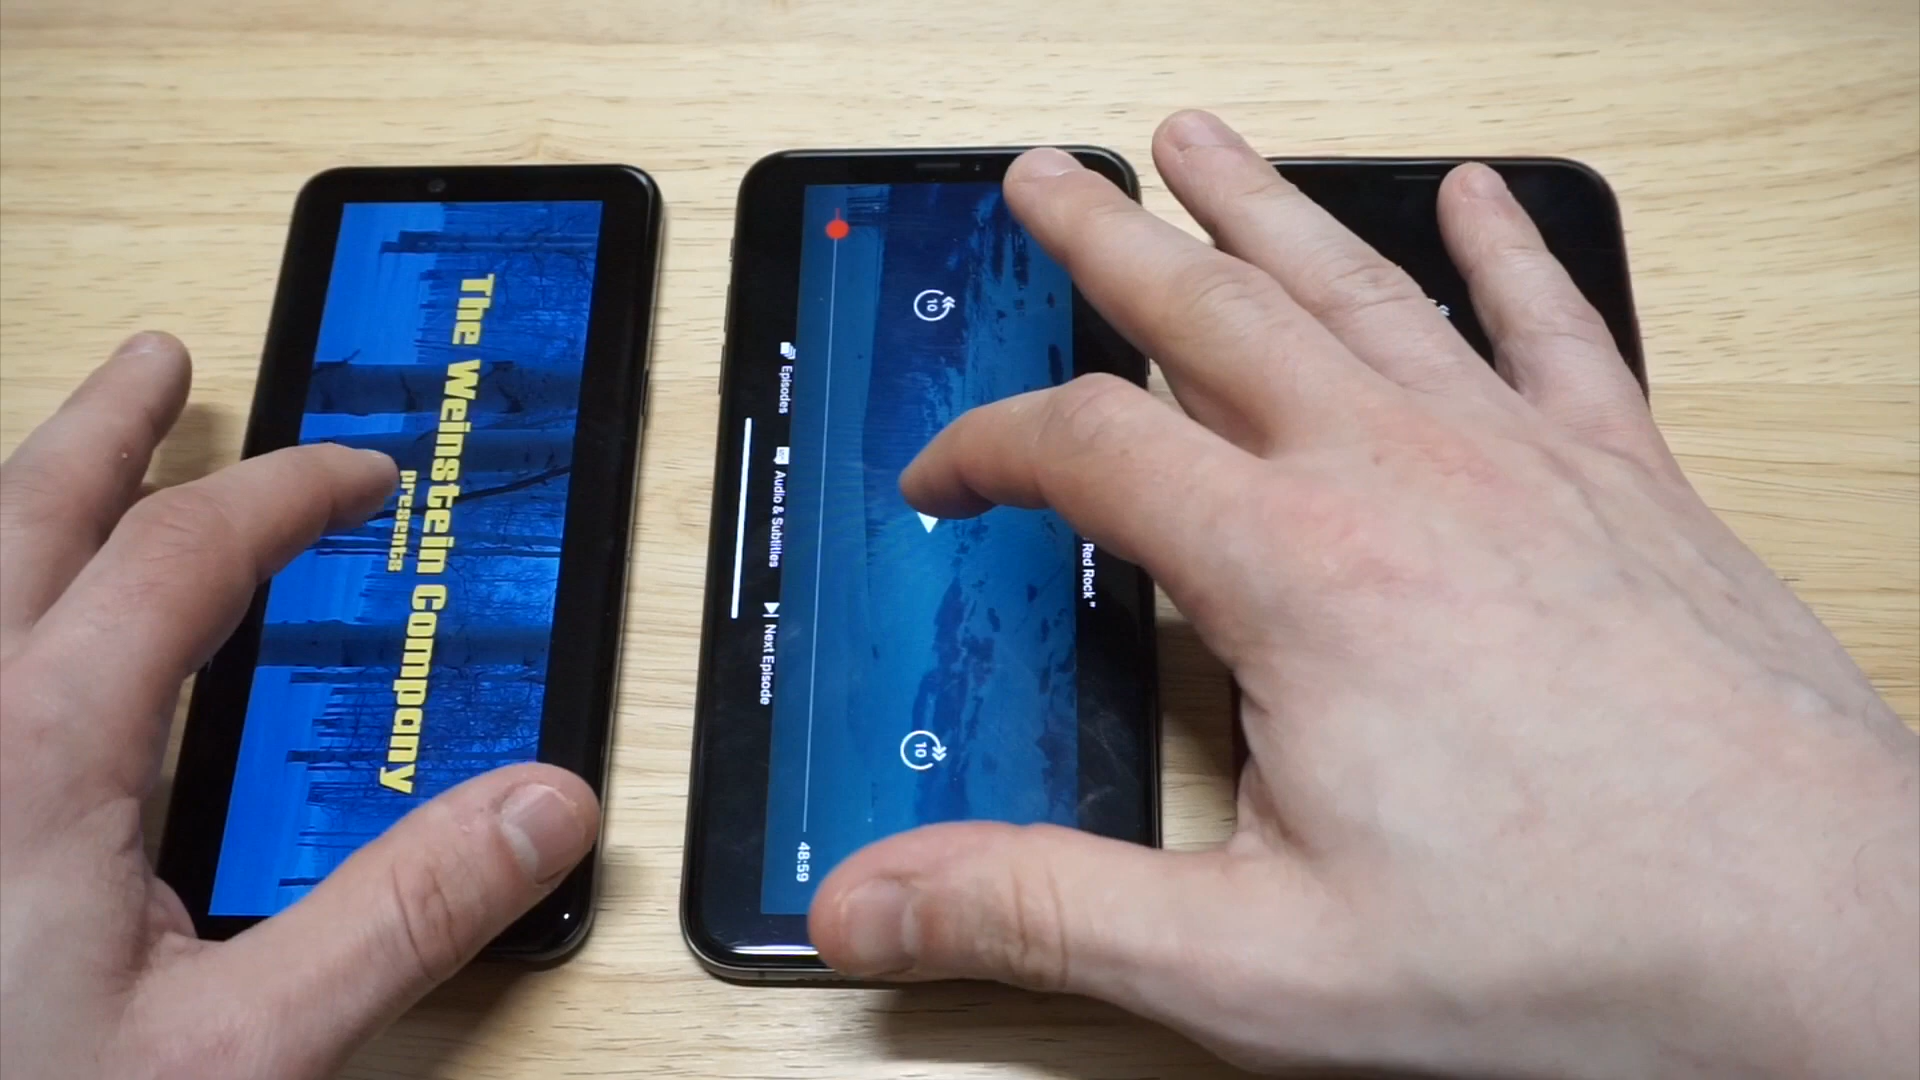 The Weinstein Company
presents
Red Rock"
10
10
48:59
Episodes
Audio & Subtitles
Next Episode